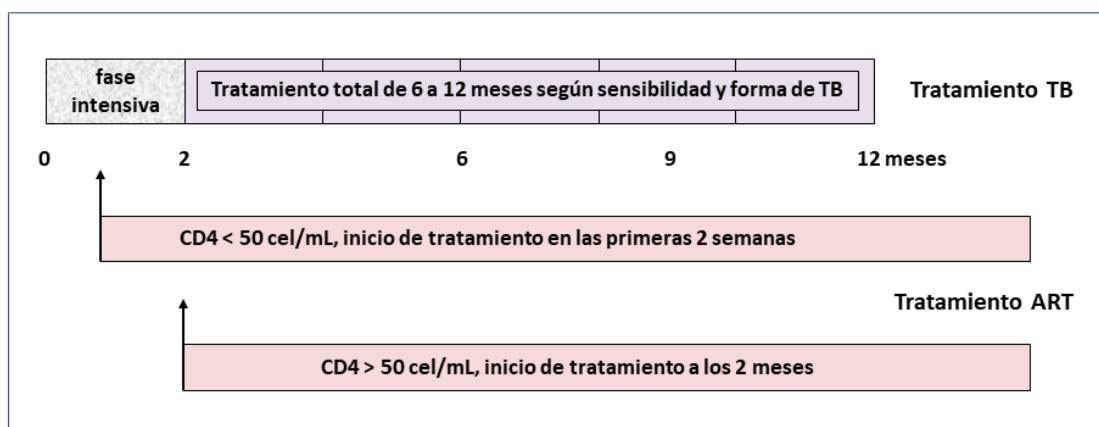 fase
intensiva
Tratamiento total de 6 a 12 meses según sensibilidad y forma de TB
Tratamiento TB
0 2 6 9 12 meses
CD4 < 50 cel/mL, inicio de tratamiento en las primeras 2 semanas
Tratamiento ART
CD4 > 50 cel/mL, inicio de tratamiento a los 2 meses